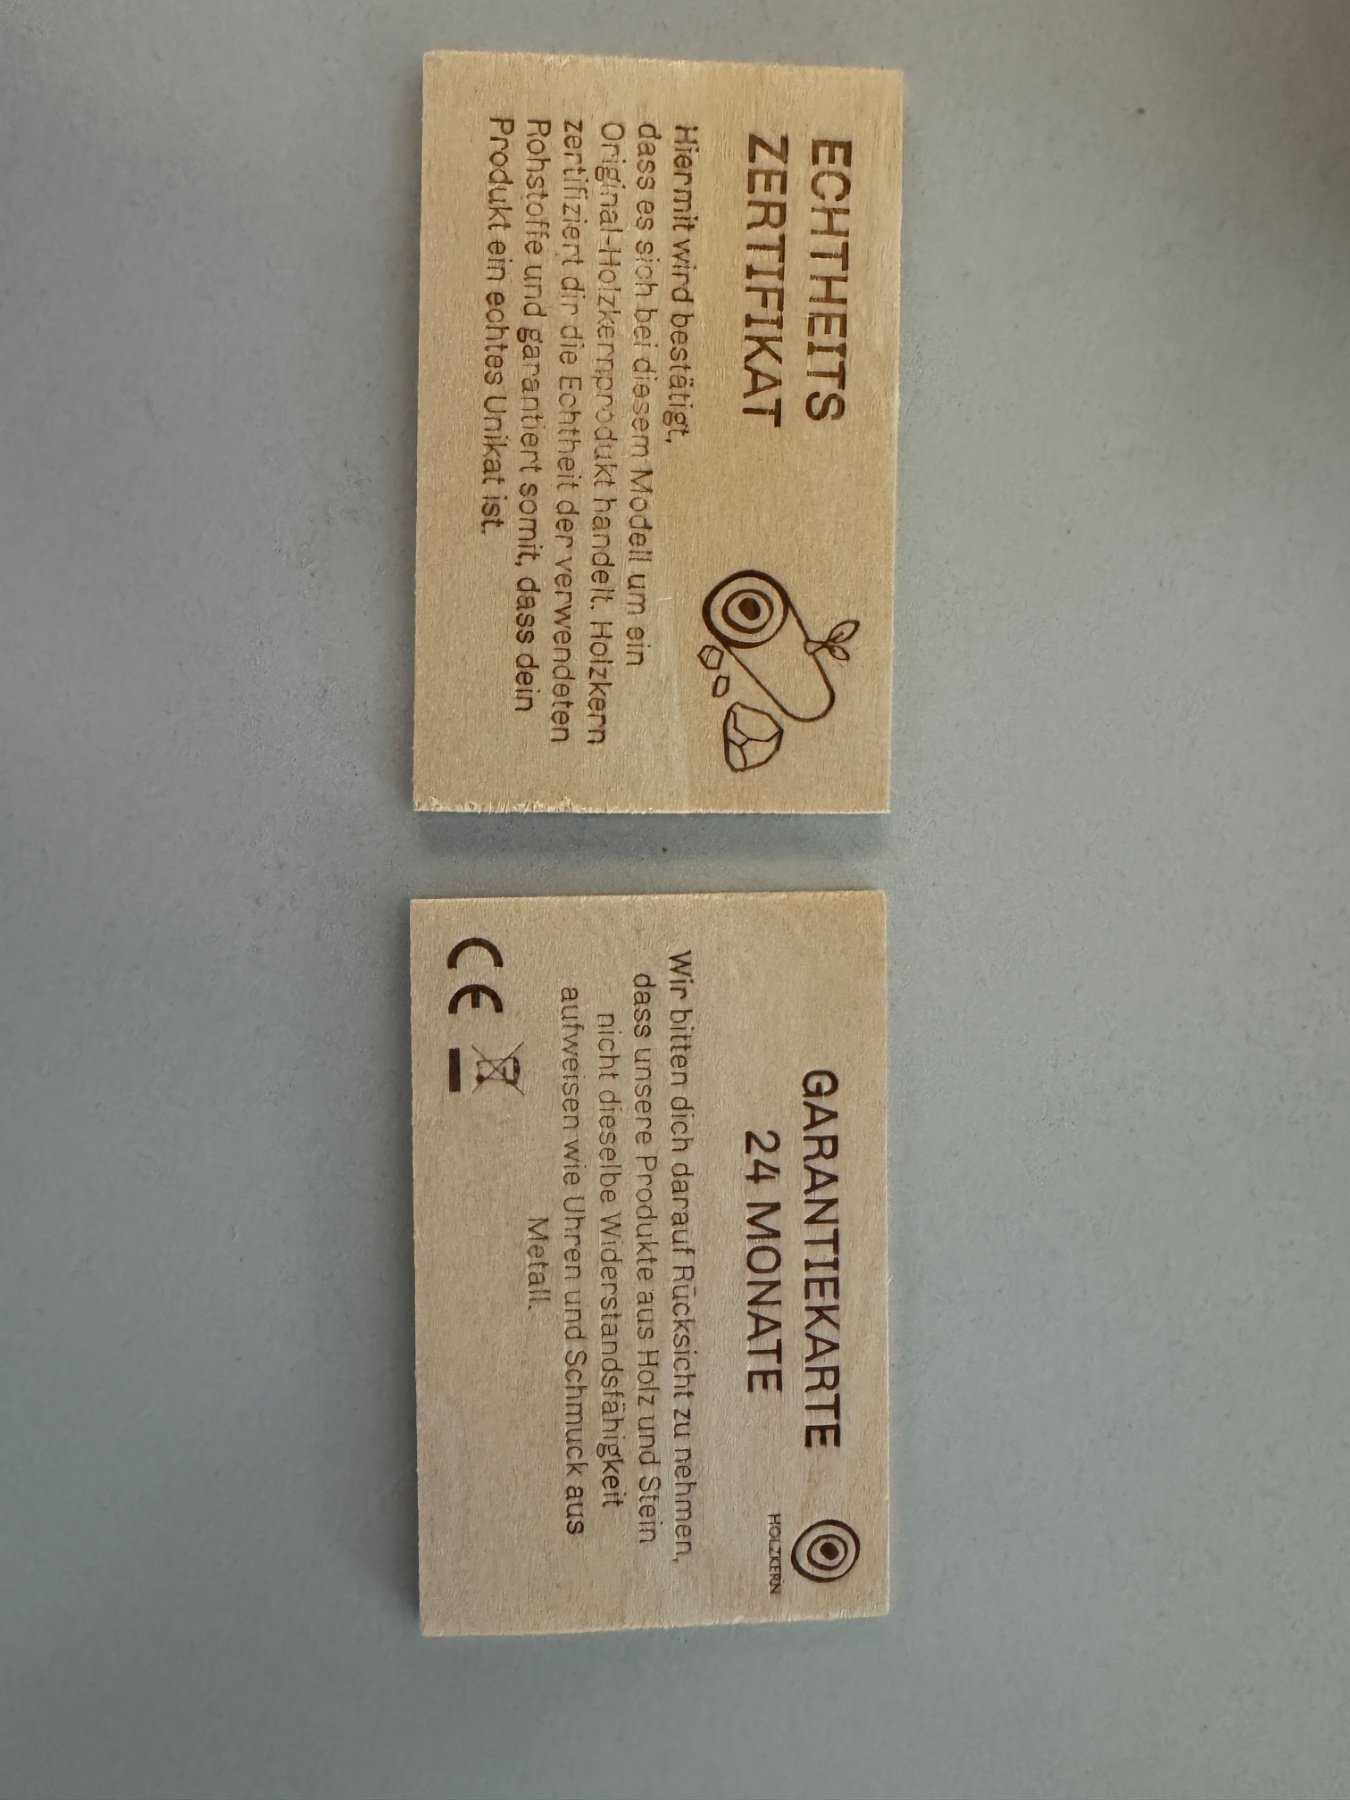 ECHTHEITS
ZERTIFIKAT
Hiermit wird bestätigt,
dass es sich bei diesem Modell um ein
Original-Holzkernprodukt handelt. Holzkern
zertifiziert dir die Echtheit der verwendeten
Rohstoffe und garantiert somit, dass dein
Produkt ein echtes Unikat ist.
GARANTIEKARTE
24 MONATE
HOLZKERN
Wir bitten dich darauf Rücksicht zu nehmen,
dass unsere Produkte aus Holz und Stein
nicht dieselbe Widerstandsfähigkeit
aufweisen wie Uhren und Schmuck aus
Metall.
CE